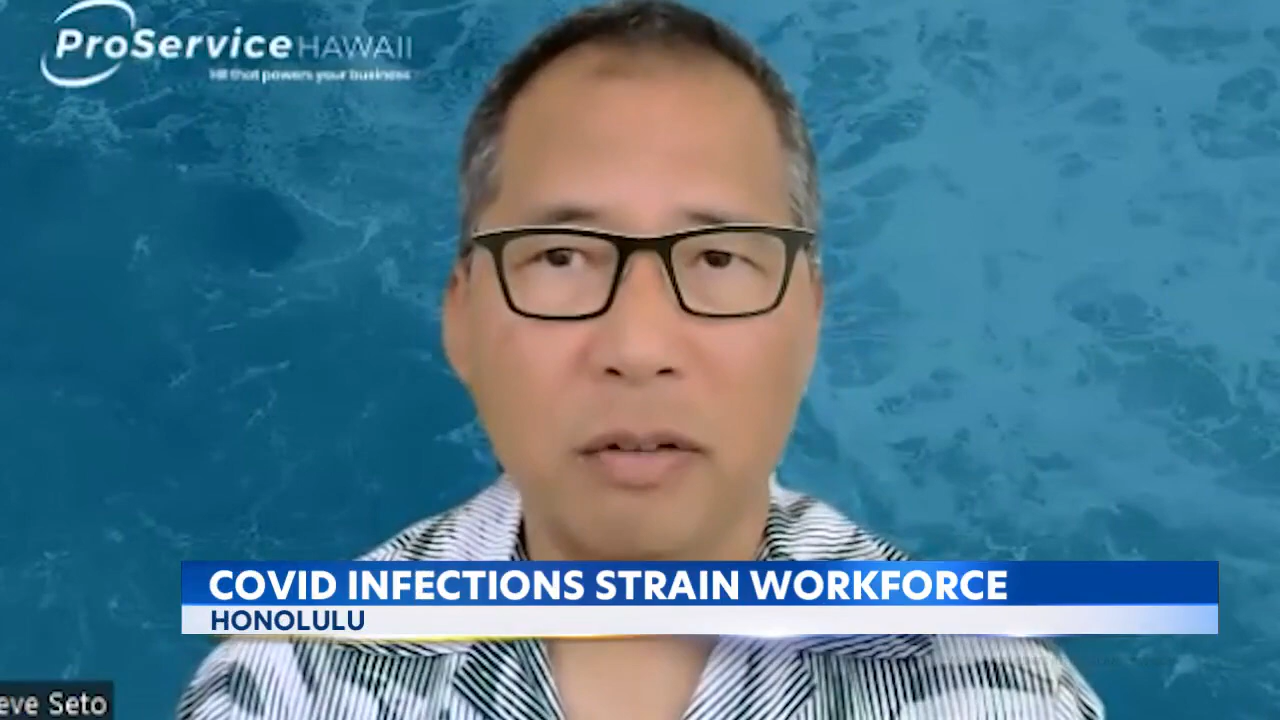 ProService HAWAII
HR that powers your business
COVID INFECTIONS STRAIN WORKFORCE
HONOLULU
eve Seto